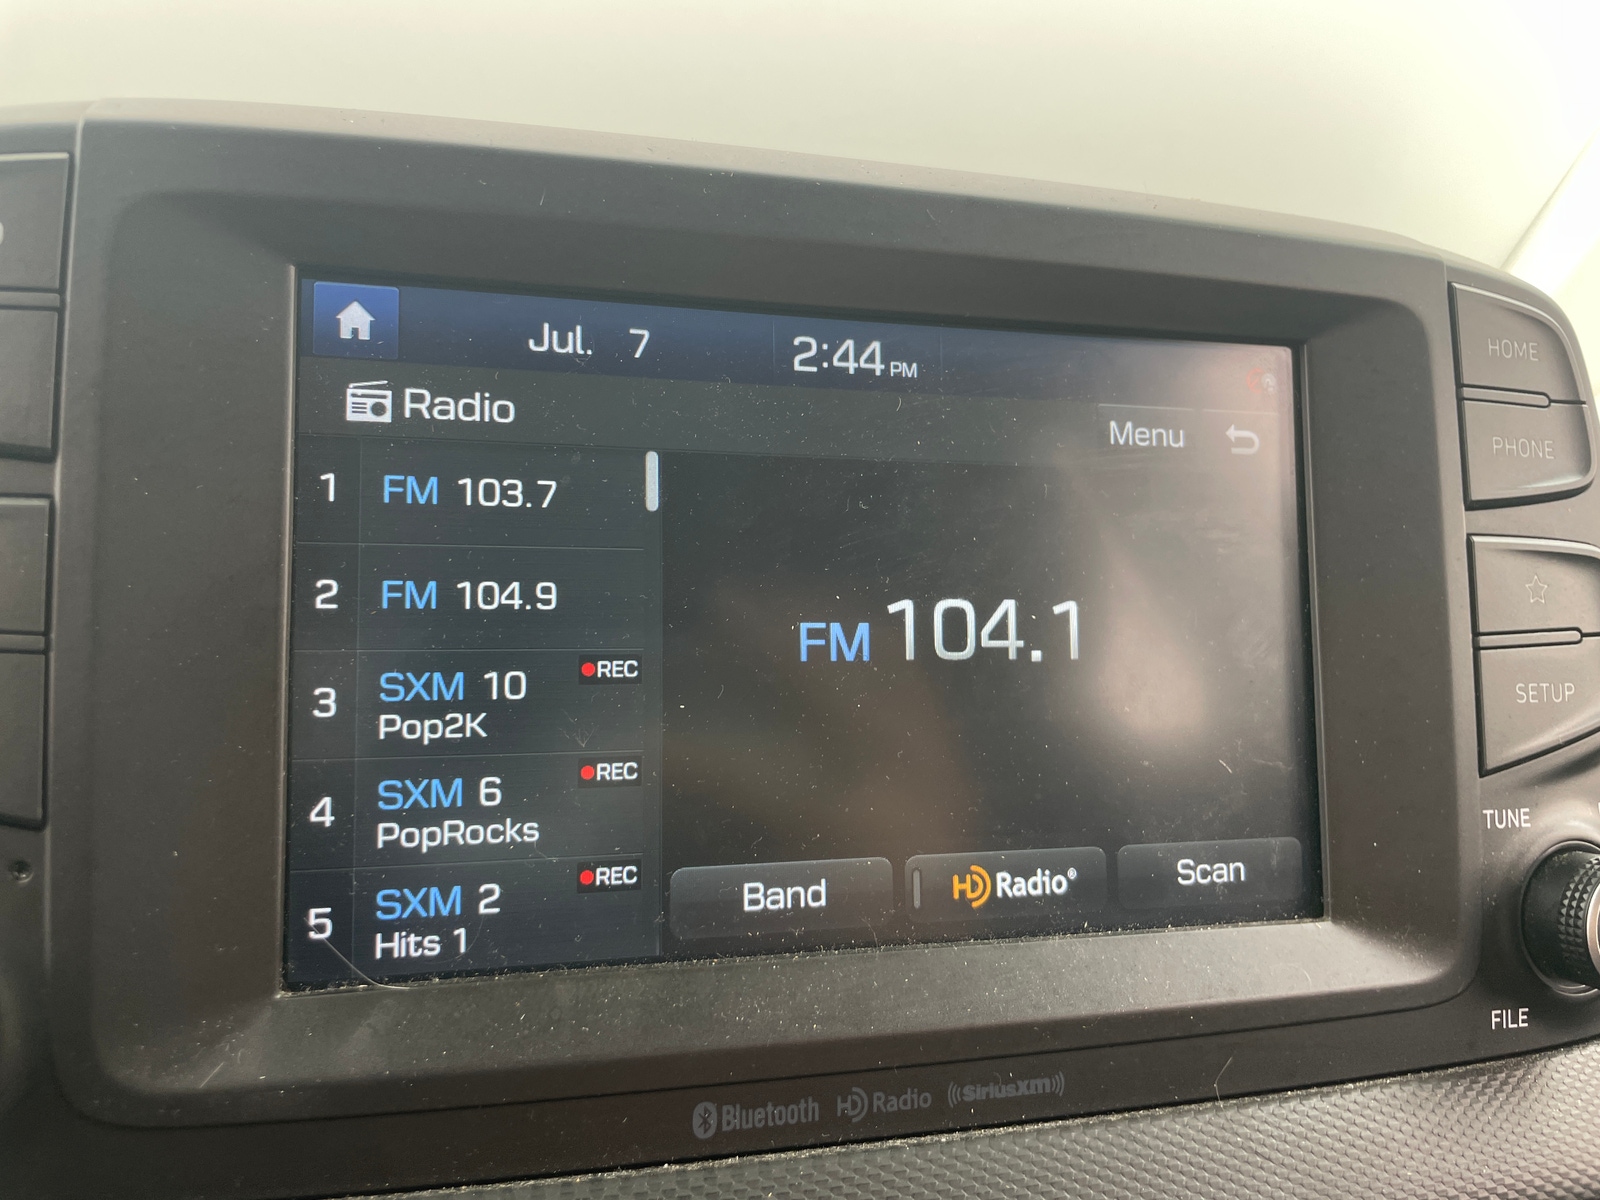 Jul. 7 2:44 PM
Radio
Menu
1 FM 103.7
2 FM 104.9
3 SXM 10 REC
Pop2K
4 SXM 6 REC
PopRocks
5 SXM 2 REC
Hits 1
FM 104.1
Band
HD Radio®
Scan
HOME
PHONE
SETUP
TUNE
FILE
Bluetooth HD Radio SiriusXM